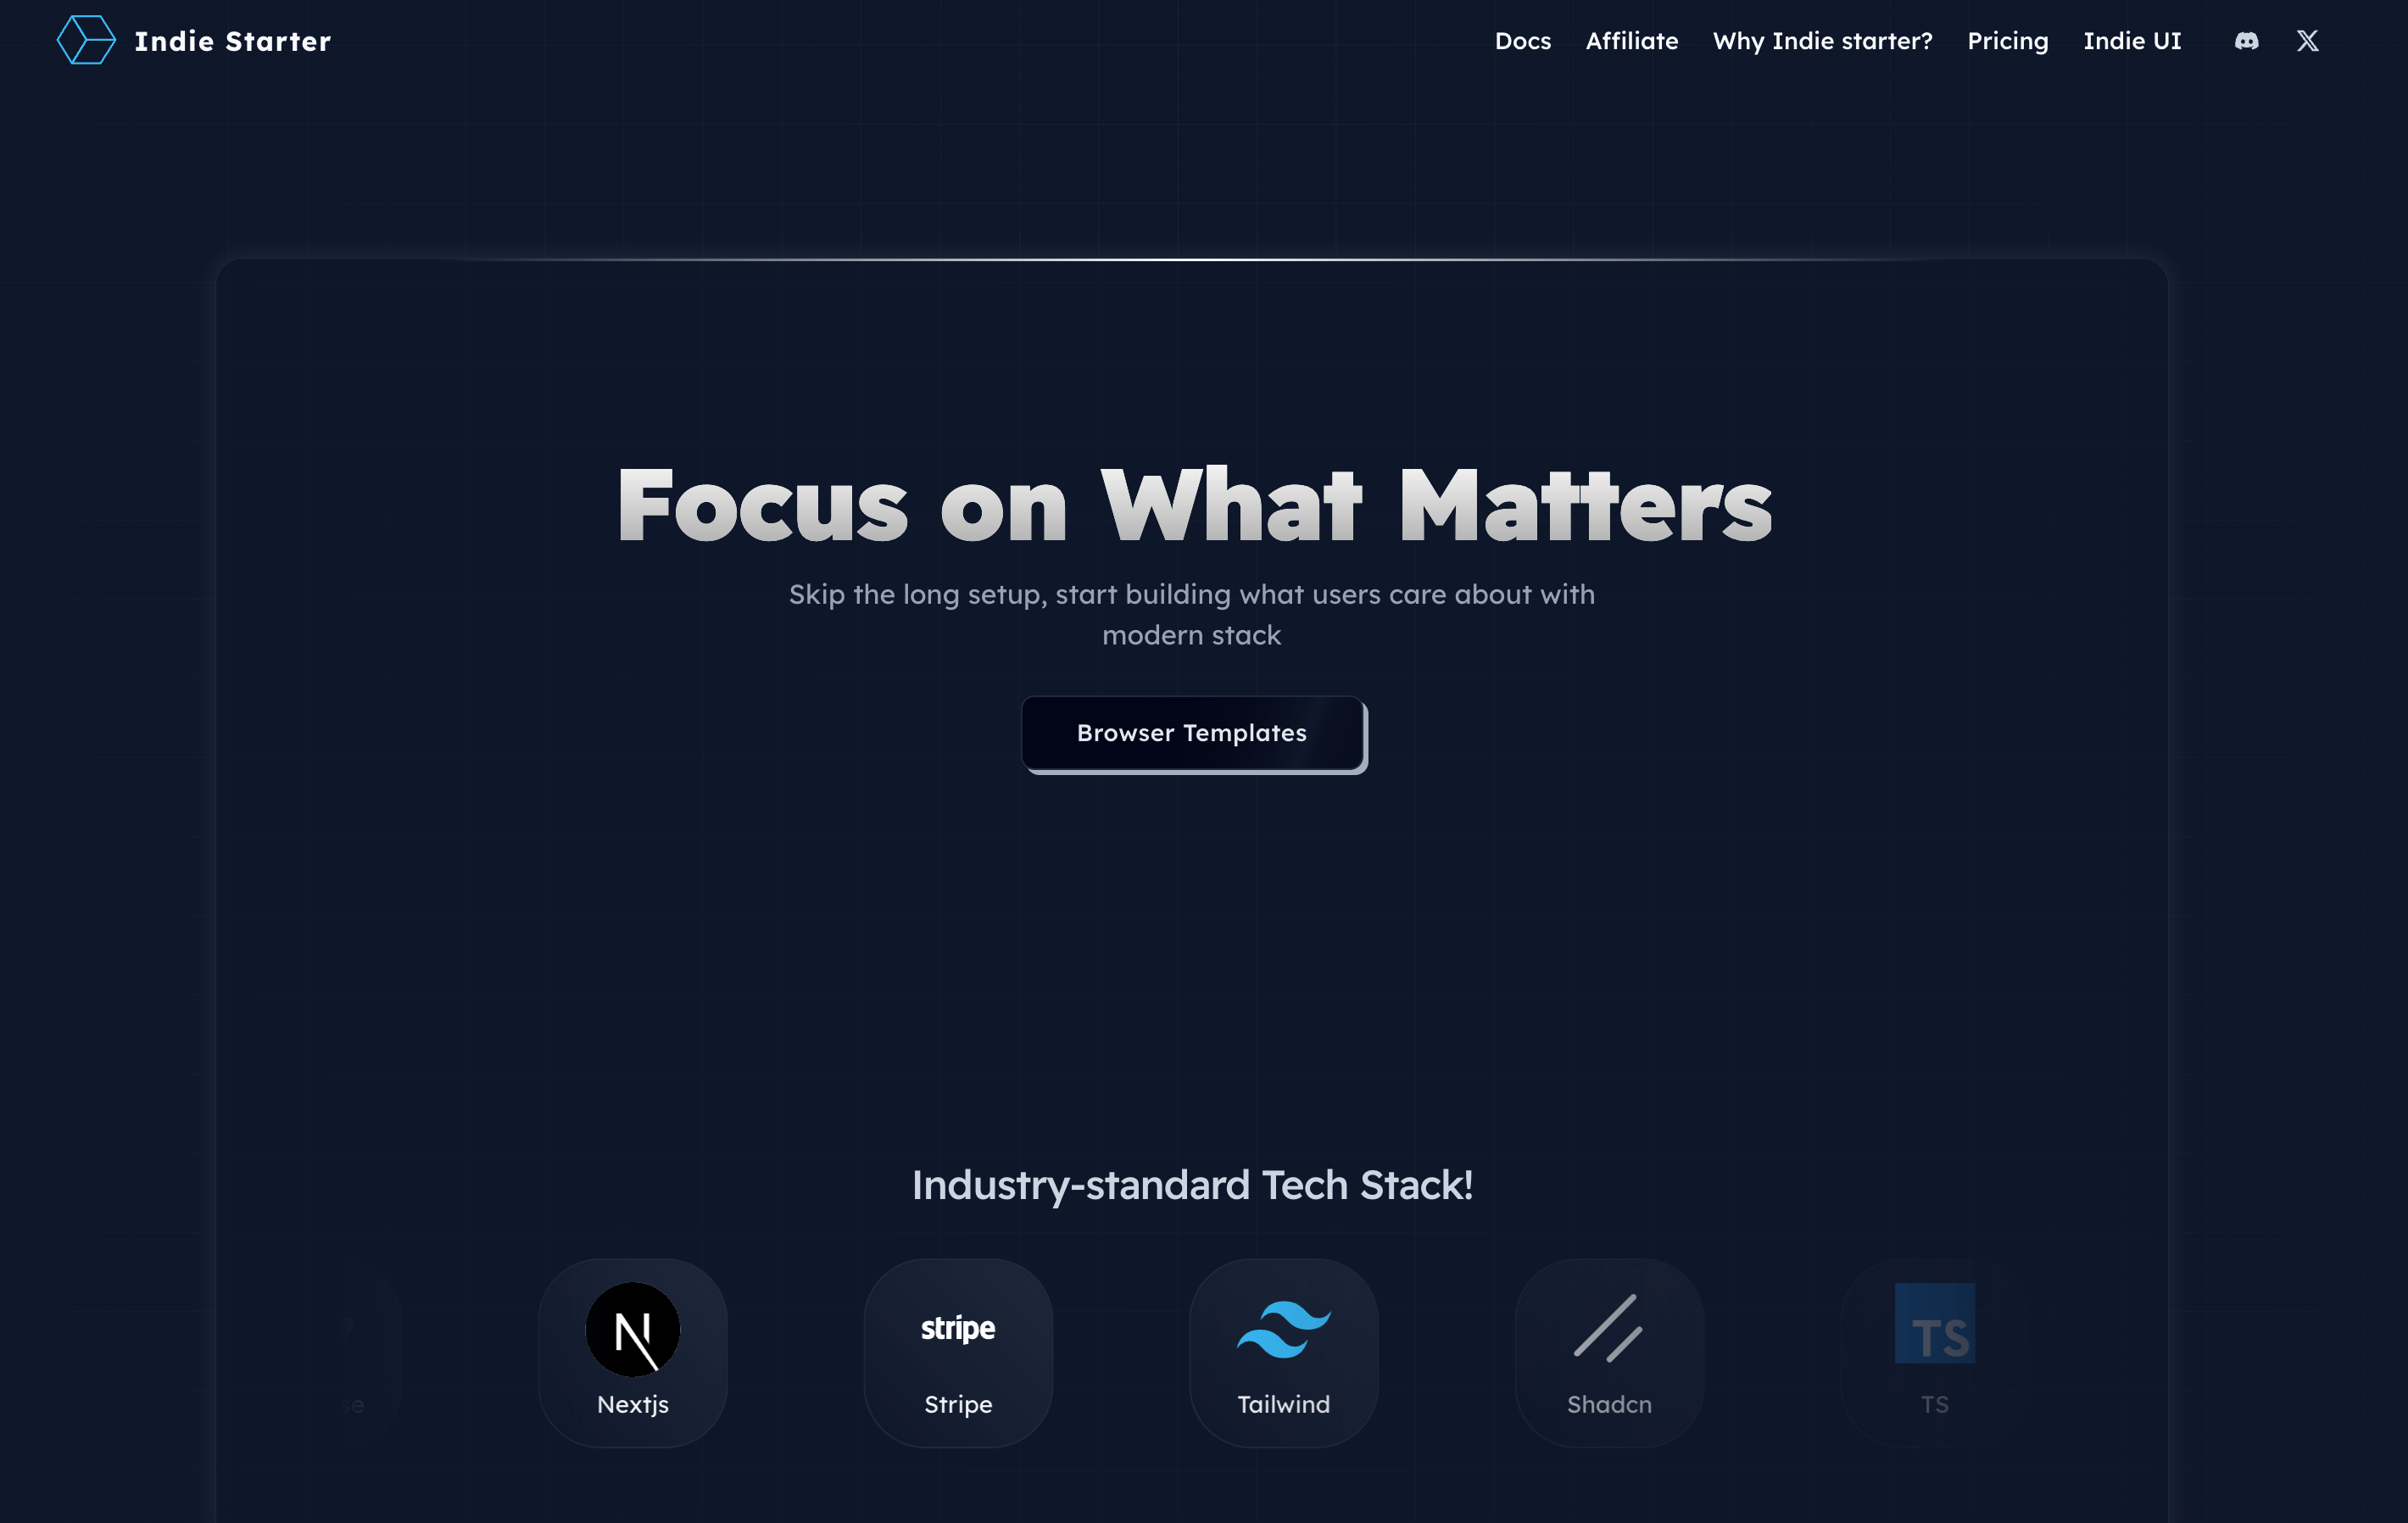 Indie Starter
Docs
Affiliate
Why Indie starter?
Pricing
Indie UI
Focus on What Matters
Skip the long setup, start building what users care about with
modern stack
Browser Templates
Industry-standard Tech Stack!
N
stripe
TS
se
Nextjs
Stripe
Tailwind
Shadcn
TS